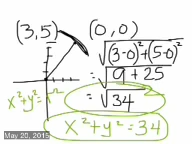 (3,5) (0,0)
√(3-0)²+(5-0)²
= √9+25
= √34
x²+y²=r²
x²+y²=34
May 20, 2015